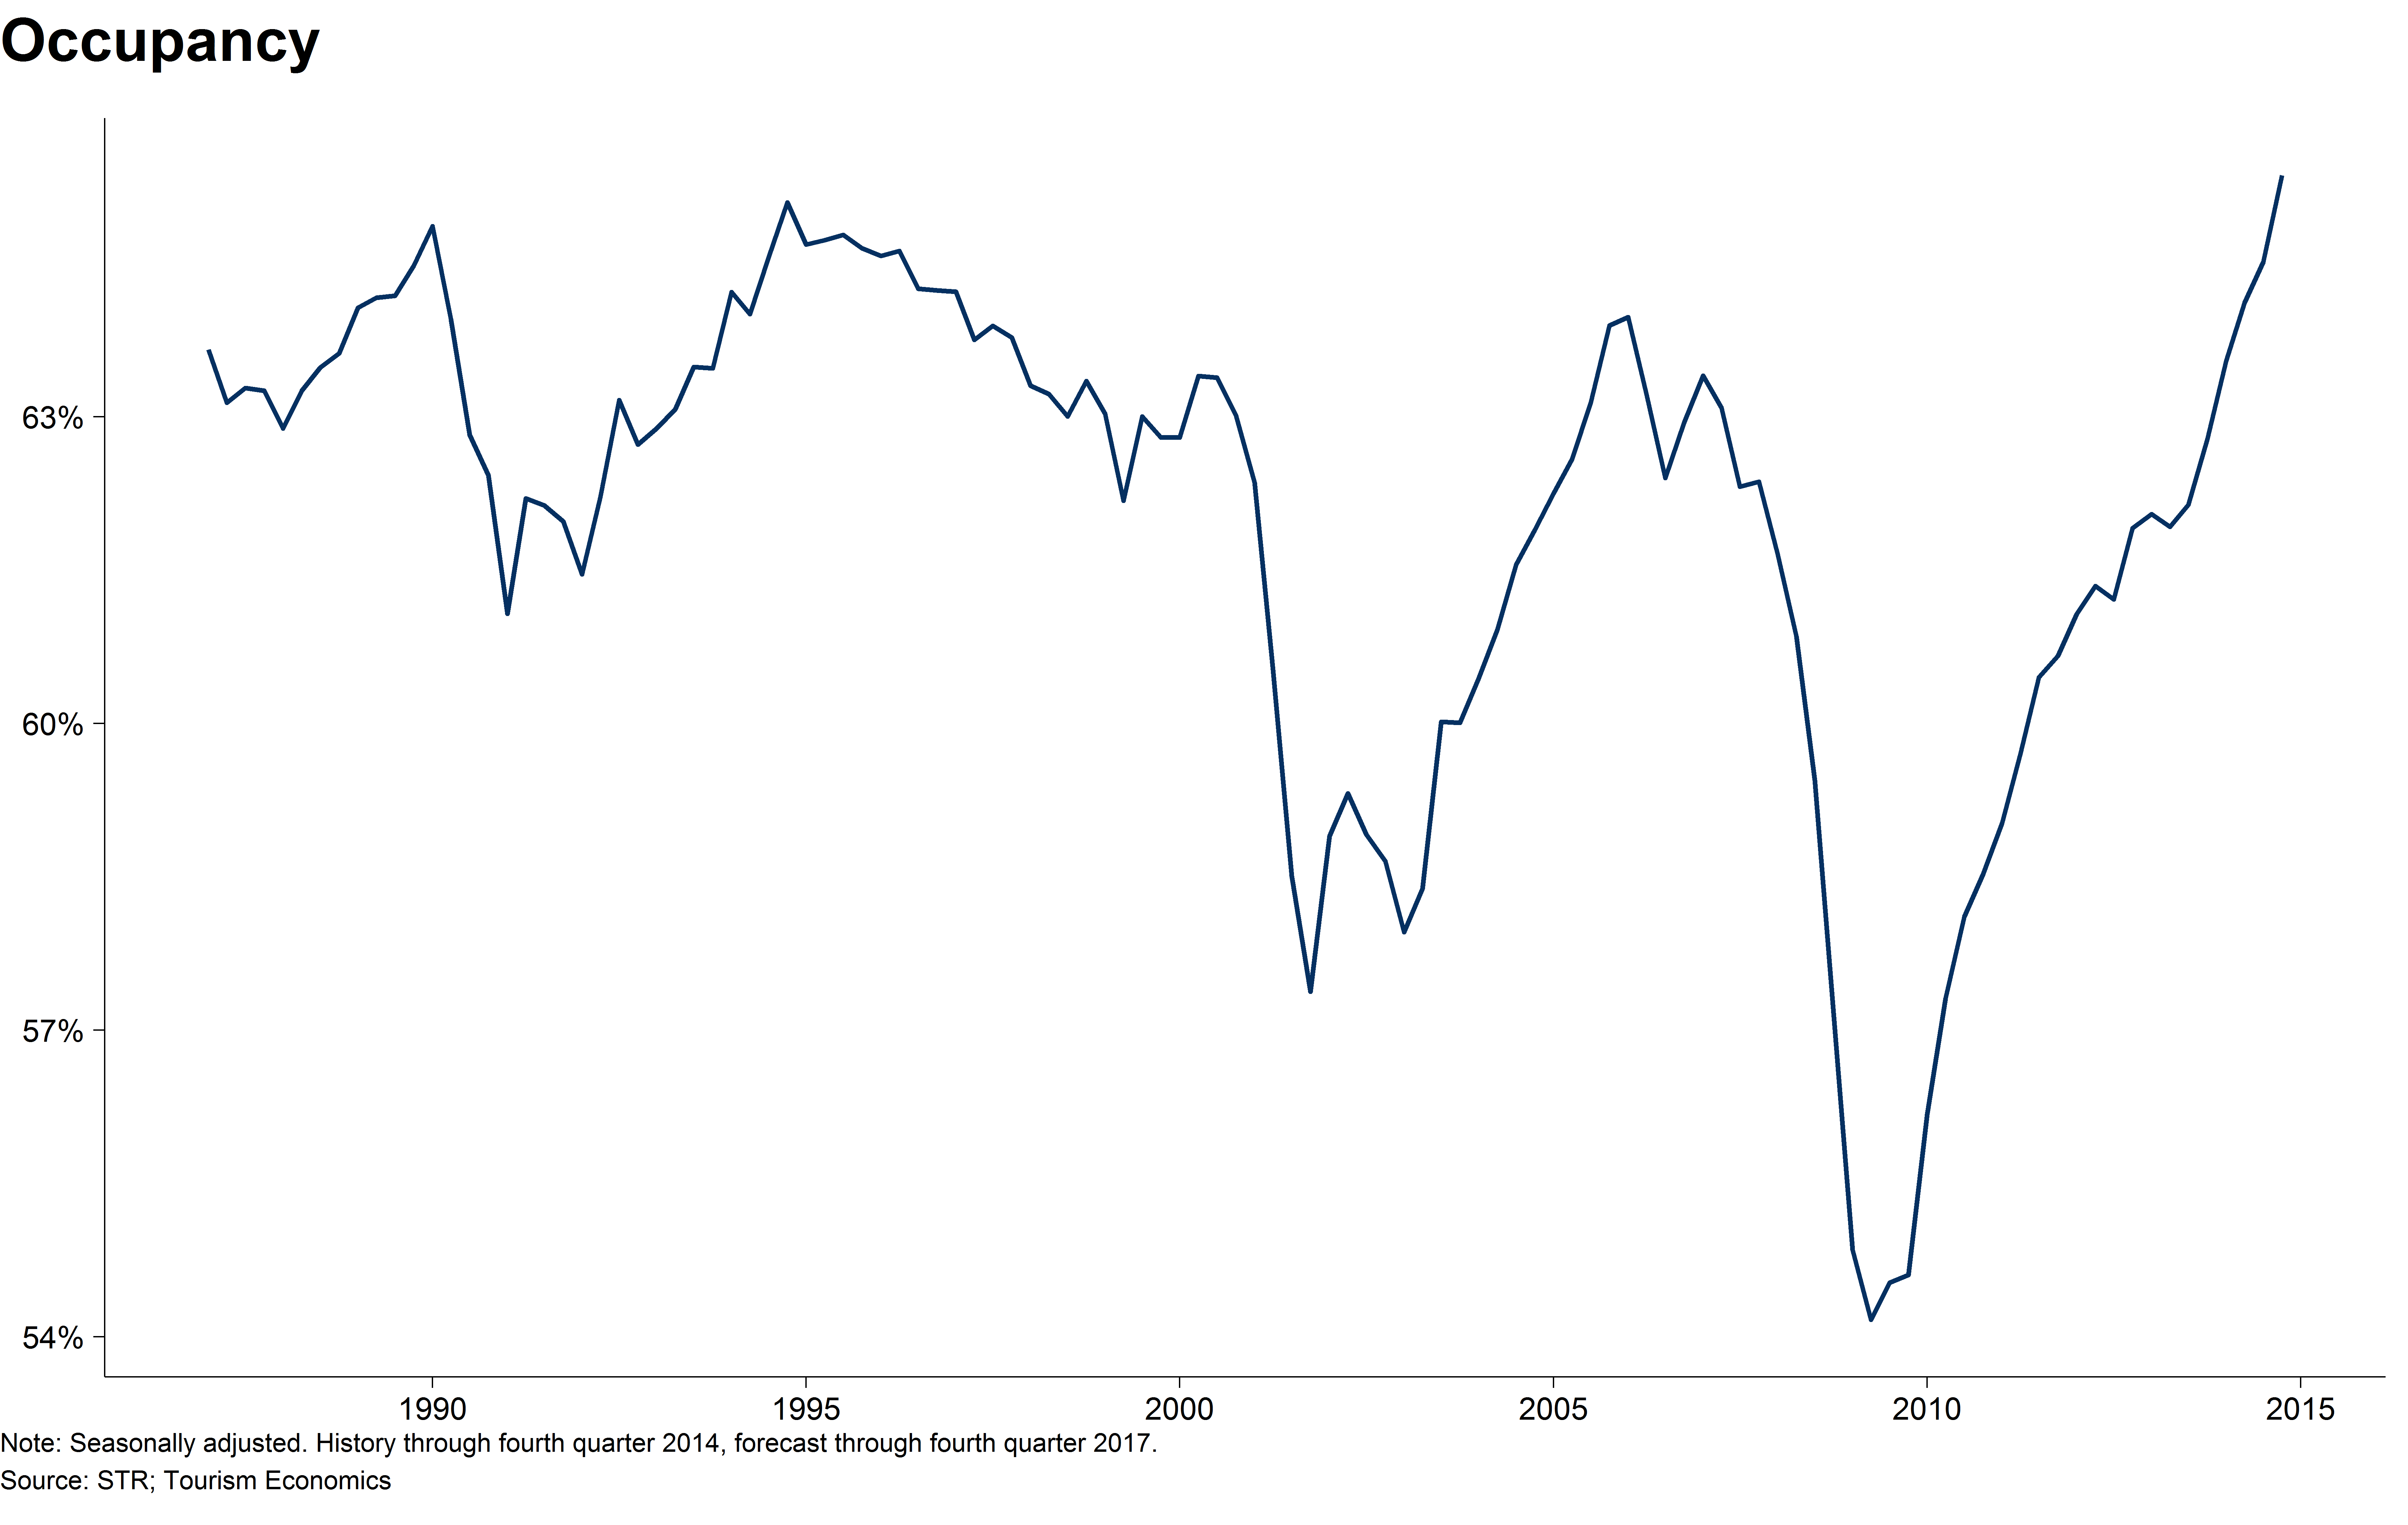 Occupancy
63%
60%
57%
54%
1990 1995 2000 2005 2010 2015
Note: Seasonally adjusted. History through fourth quarter 2014, forecast through fourth quarter 2017.
Source: STR; Tourism Economics